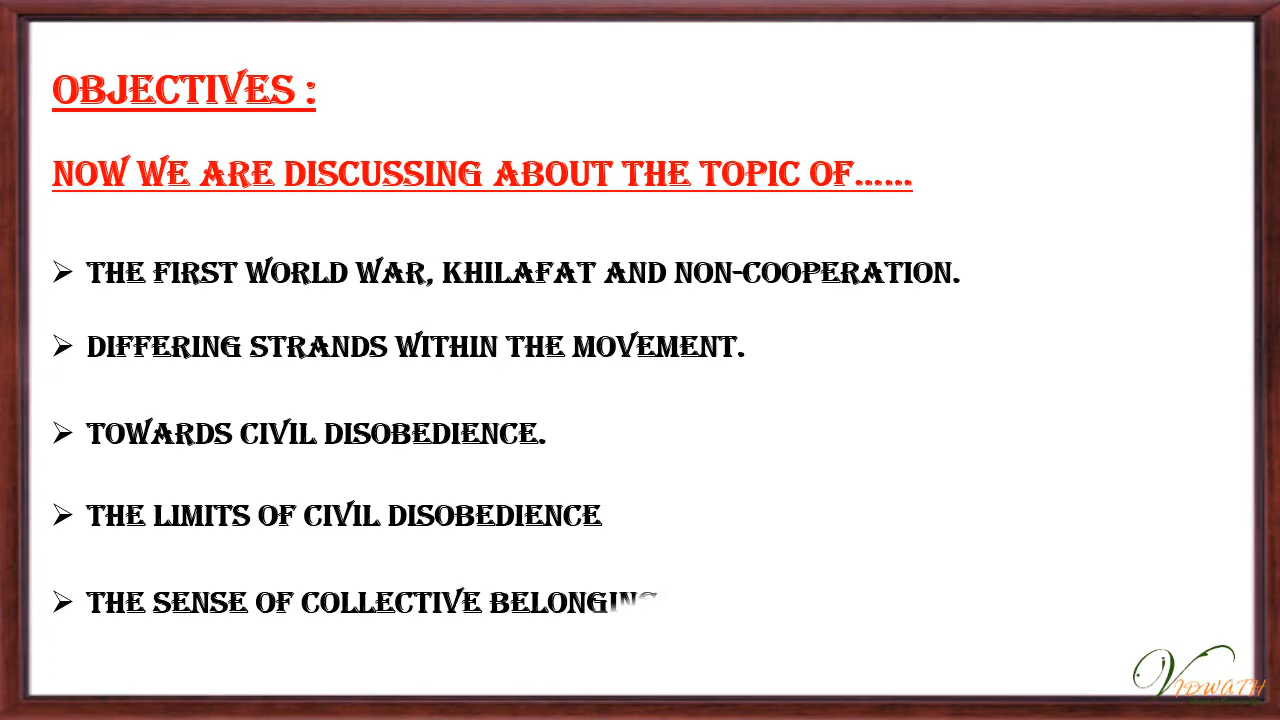 OBJECTIVES :
NOW WE ARE DISCUSSING ABOUT THE TOPIC OF......
➢ THE FIRST WORLD WAR, KHILAFAT AND NON-COOPERATION.
➢ DIFFERING STRANDS WITHIN THE MOVEMENT.
➢ TOWARDS CIVIL DISOBEDIENCE.
➢ THE LIMITS OF CIVIL DISOBEDIENCE
➢ THE SENSE OF COLLECTIVE BELONGING
VIDWATH